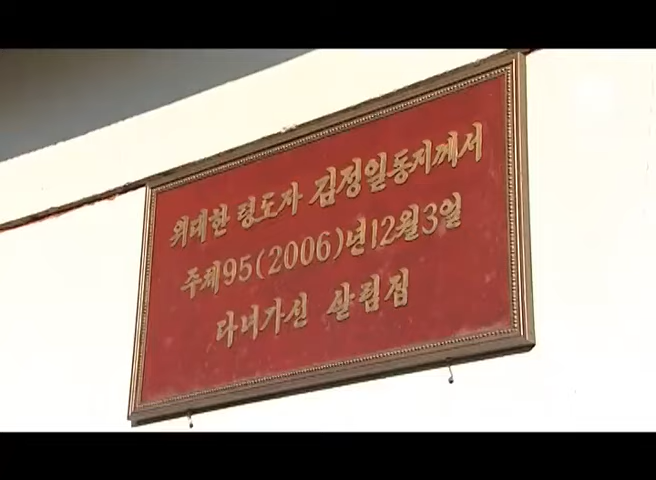 위대한 령도자 김정일동지께서
주체95(2006)년12월3일
다녀가신 살림집